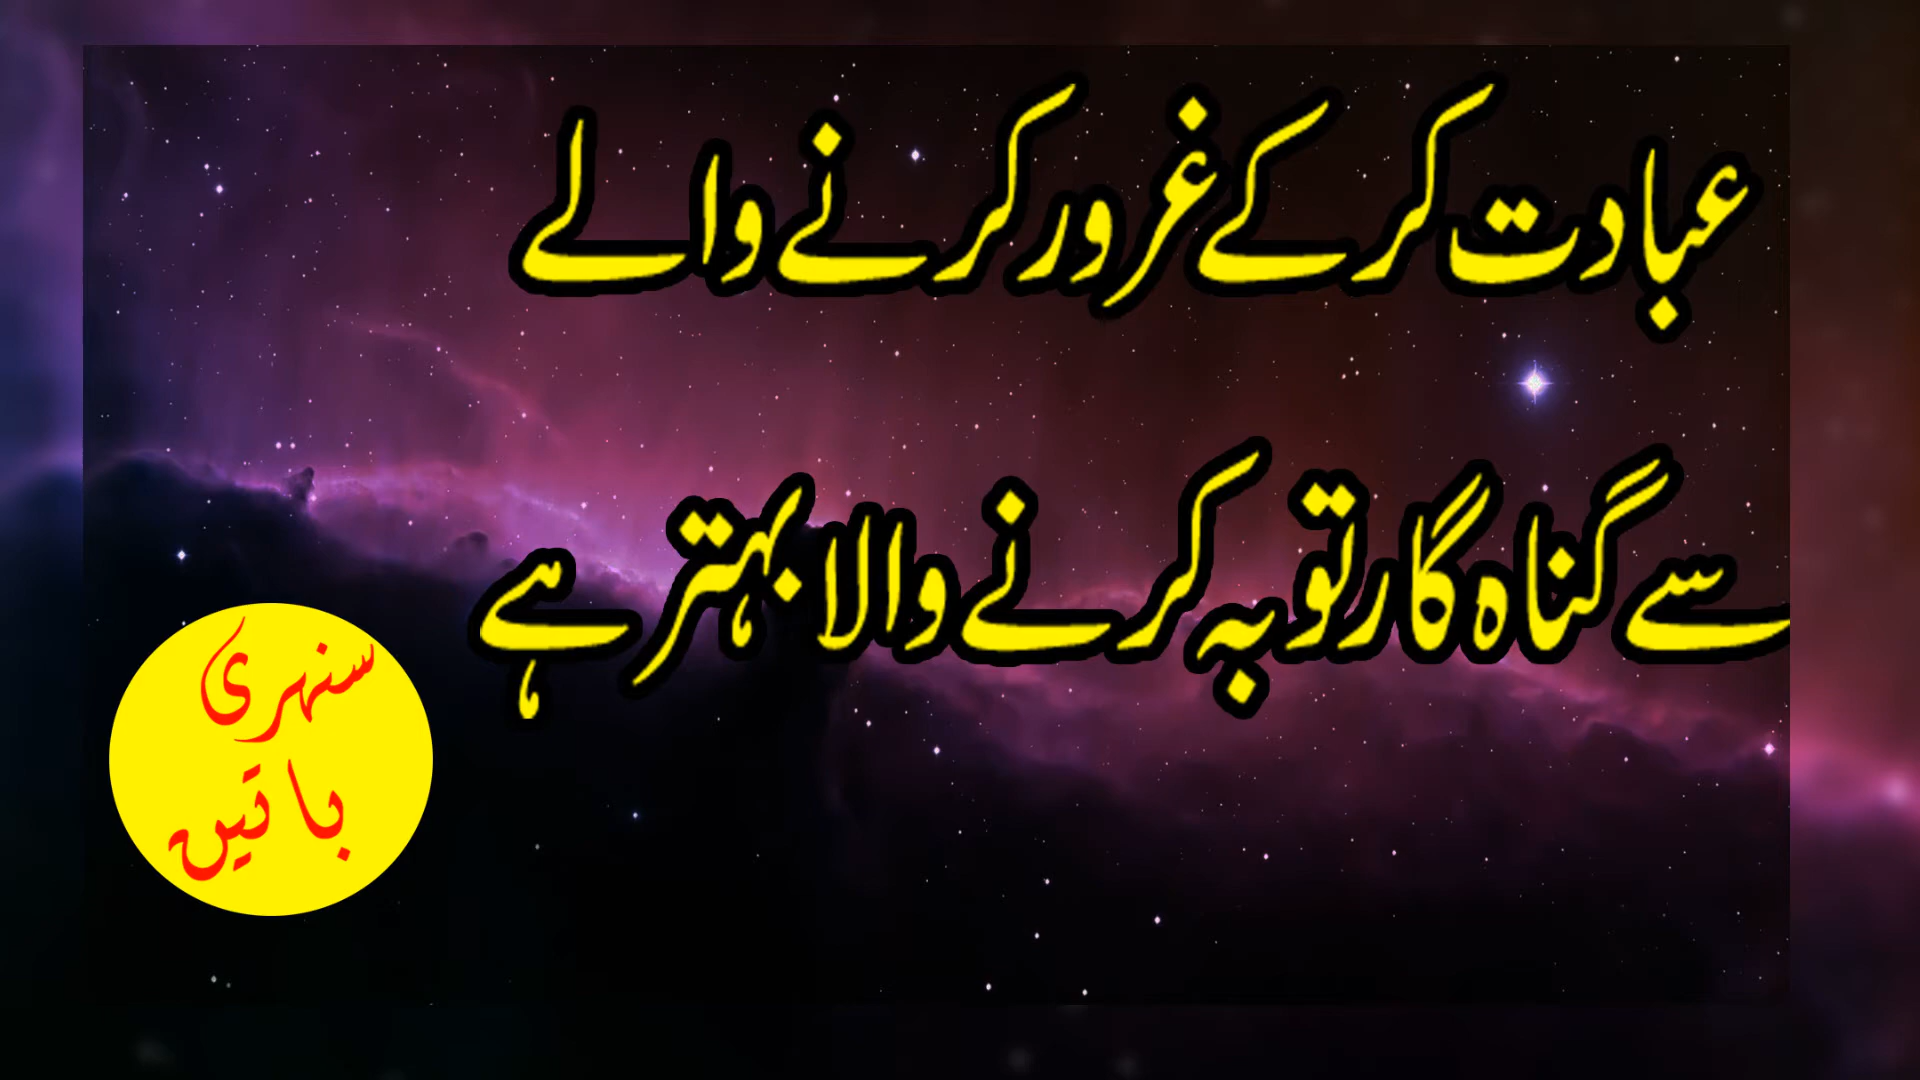 عبادت کر کے غرور کرنے والے
سے گناہ گار توبہ کرنے والا بہتر ہے
سنہری
باتیں